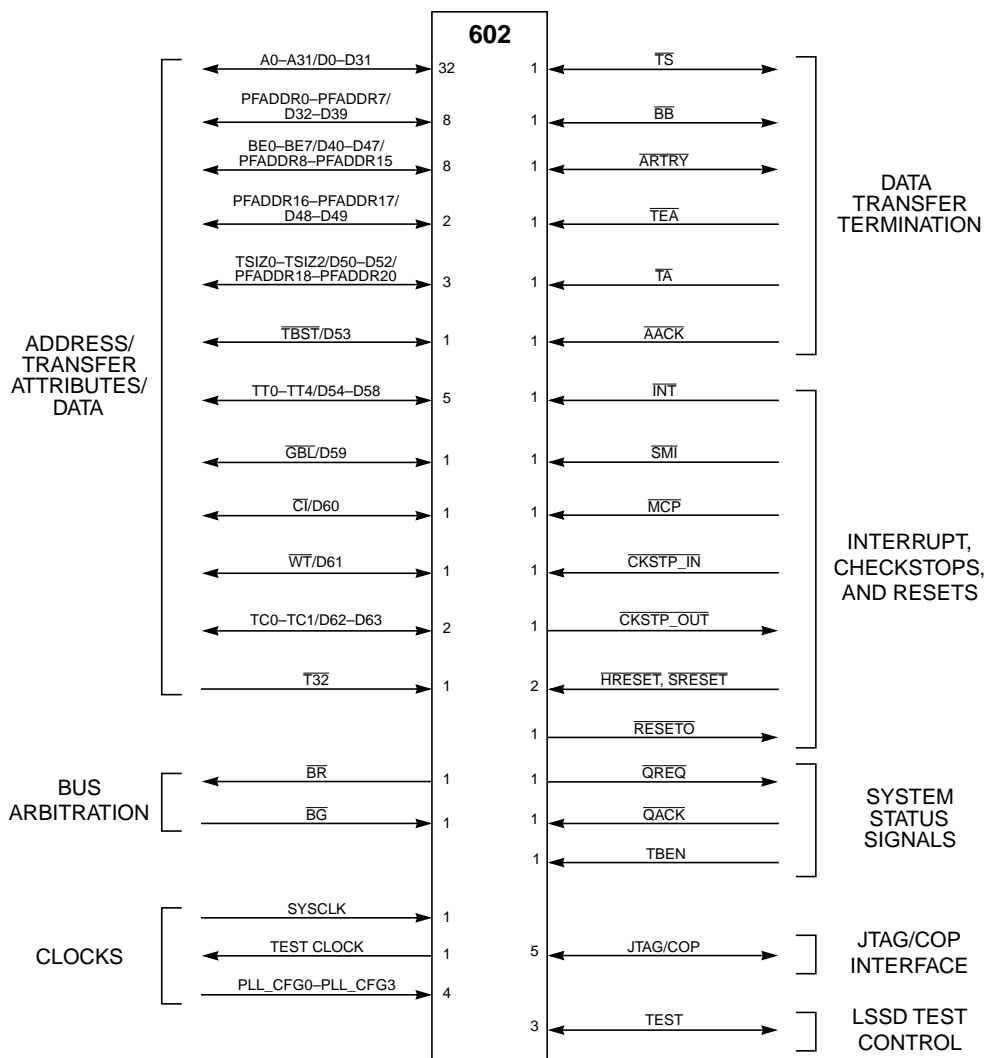 602
ADDRESS/
TRANSFER
ATTRIBUTES/
DATA
A0–A31/D0–D31
32
PFADDR0–PFADDR7/
D32–D39
8
BE0–BE7/D40–D47/
PFADDR8–PFADDR15
8
PFADDR16–PFADDR17/
D48–D49
2
TSIZ0–TSIZ2/D50–D52/
PFADDR18–PFADDR20
3
TBST/D53
1
TT0–TT4/D54–D58
5
GBL/D59
1
CI/D60
1
WT/D61
1
TC0–TC1/D62–D63
2
T32
1
BUS
ARBITRATION
BR
1
BG
1
CLOCKS
SYSCLK
1
TEST CLOCK
1
PLL_CFG0–PLL_CFG3
4
1
TS
1
BB
1
ARTRY
1
TEA
1
TA
1
AACK
DATA
TRANSFER
TERMINATION
1
INT
1
SMI
1
MCP
1
CKSTP_IN
1
CKSTP_OUT
2
HRESET, SRESET
1
RESETO
INTERRUPT,
CHECKSTOPS,
AND RESETS
1
QREQ
1
QACK
1
TBEN
SYSTEM
STATUS
SIGNALS
5
JTAG/COP
JTAG/COP
INTERFACE
3
TEST
LSSD TEST
CONTROL